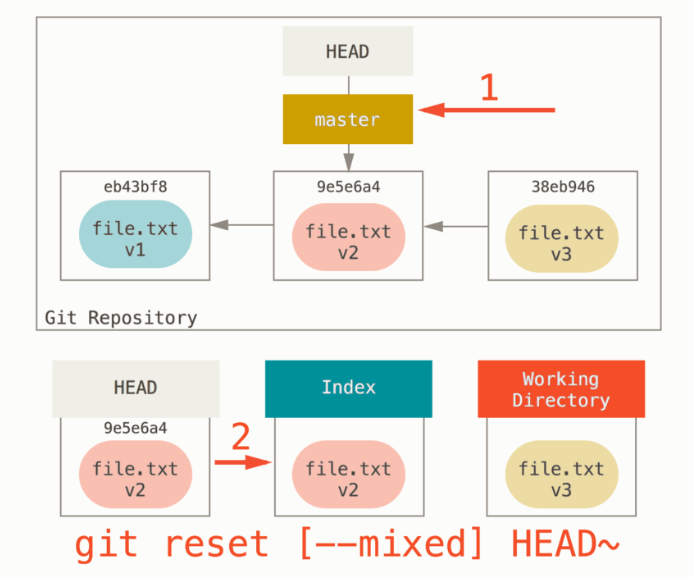 HEAD
1
master
eb43bf8
9e5e6a4
38eb946
file.txt
v1
file.txt
v2
file.txt
v3
Git Repository
HEAD
Index
Working
Directory
9e5e6a4
2
file.txt
v2
file.txt
v2
file.txt
v3
git reset [--mixed] HEAD~